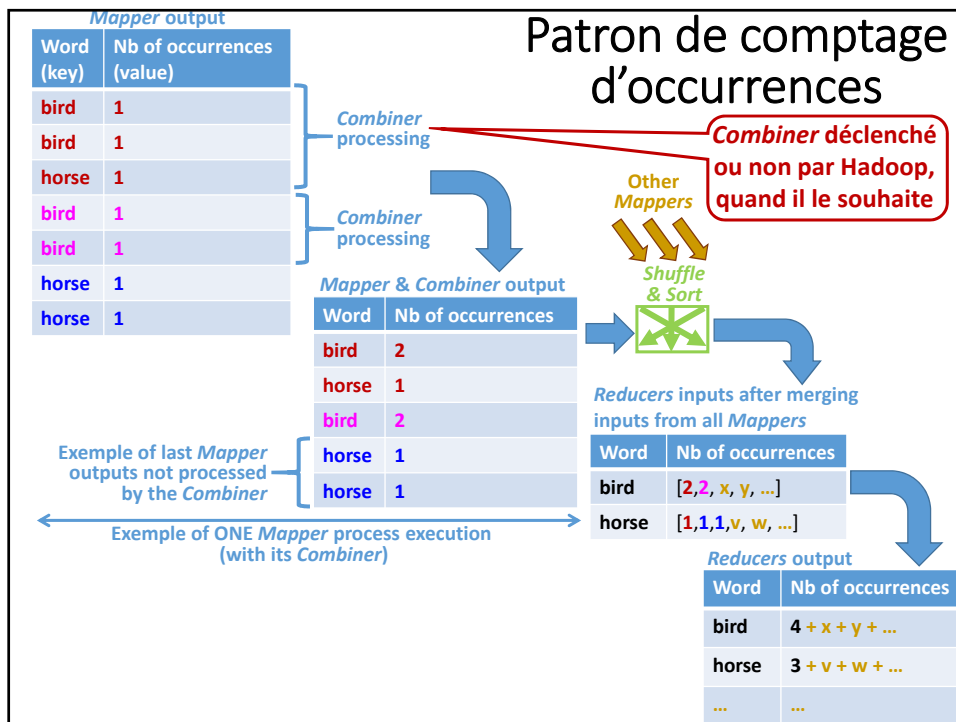 Patron de comptage
d'occurrences
Mapper output
Word
(key)
Nb of occurrences
(value)
bird 1
bird 1
horse 1
bird 1
bird 1
horse 1
horse 1
Combiner
processing
Combiner
processing
Combiner déclenché
ou non par Hadoop,
quand il le souhaite
Other
Mappers
Shuffle
& Sort
Mapper & Combiner output
Word Nb of occurrences
bird 2
horse 1
bird 2
horse 1
horse 1
Exemple of last Mapper
outputs not processed
by the Combiner
Exemple of ONE Mapper process execution
(with its Combiner)
Reducers inputs after merging
inputs from all Mappers
Word Nb of occurrences
bird [2,2, x, y, …]
horse [1,1,1,v, w, …]
Reducers output
Word Nb of occurrences
bird 4 + x + y + …
horse 3 + v + w + …
… …